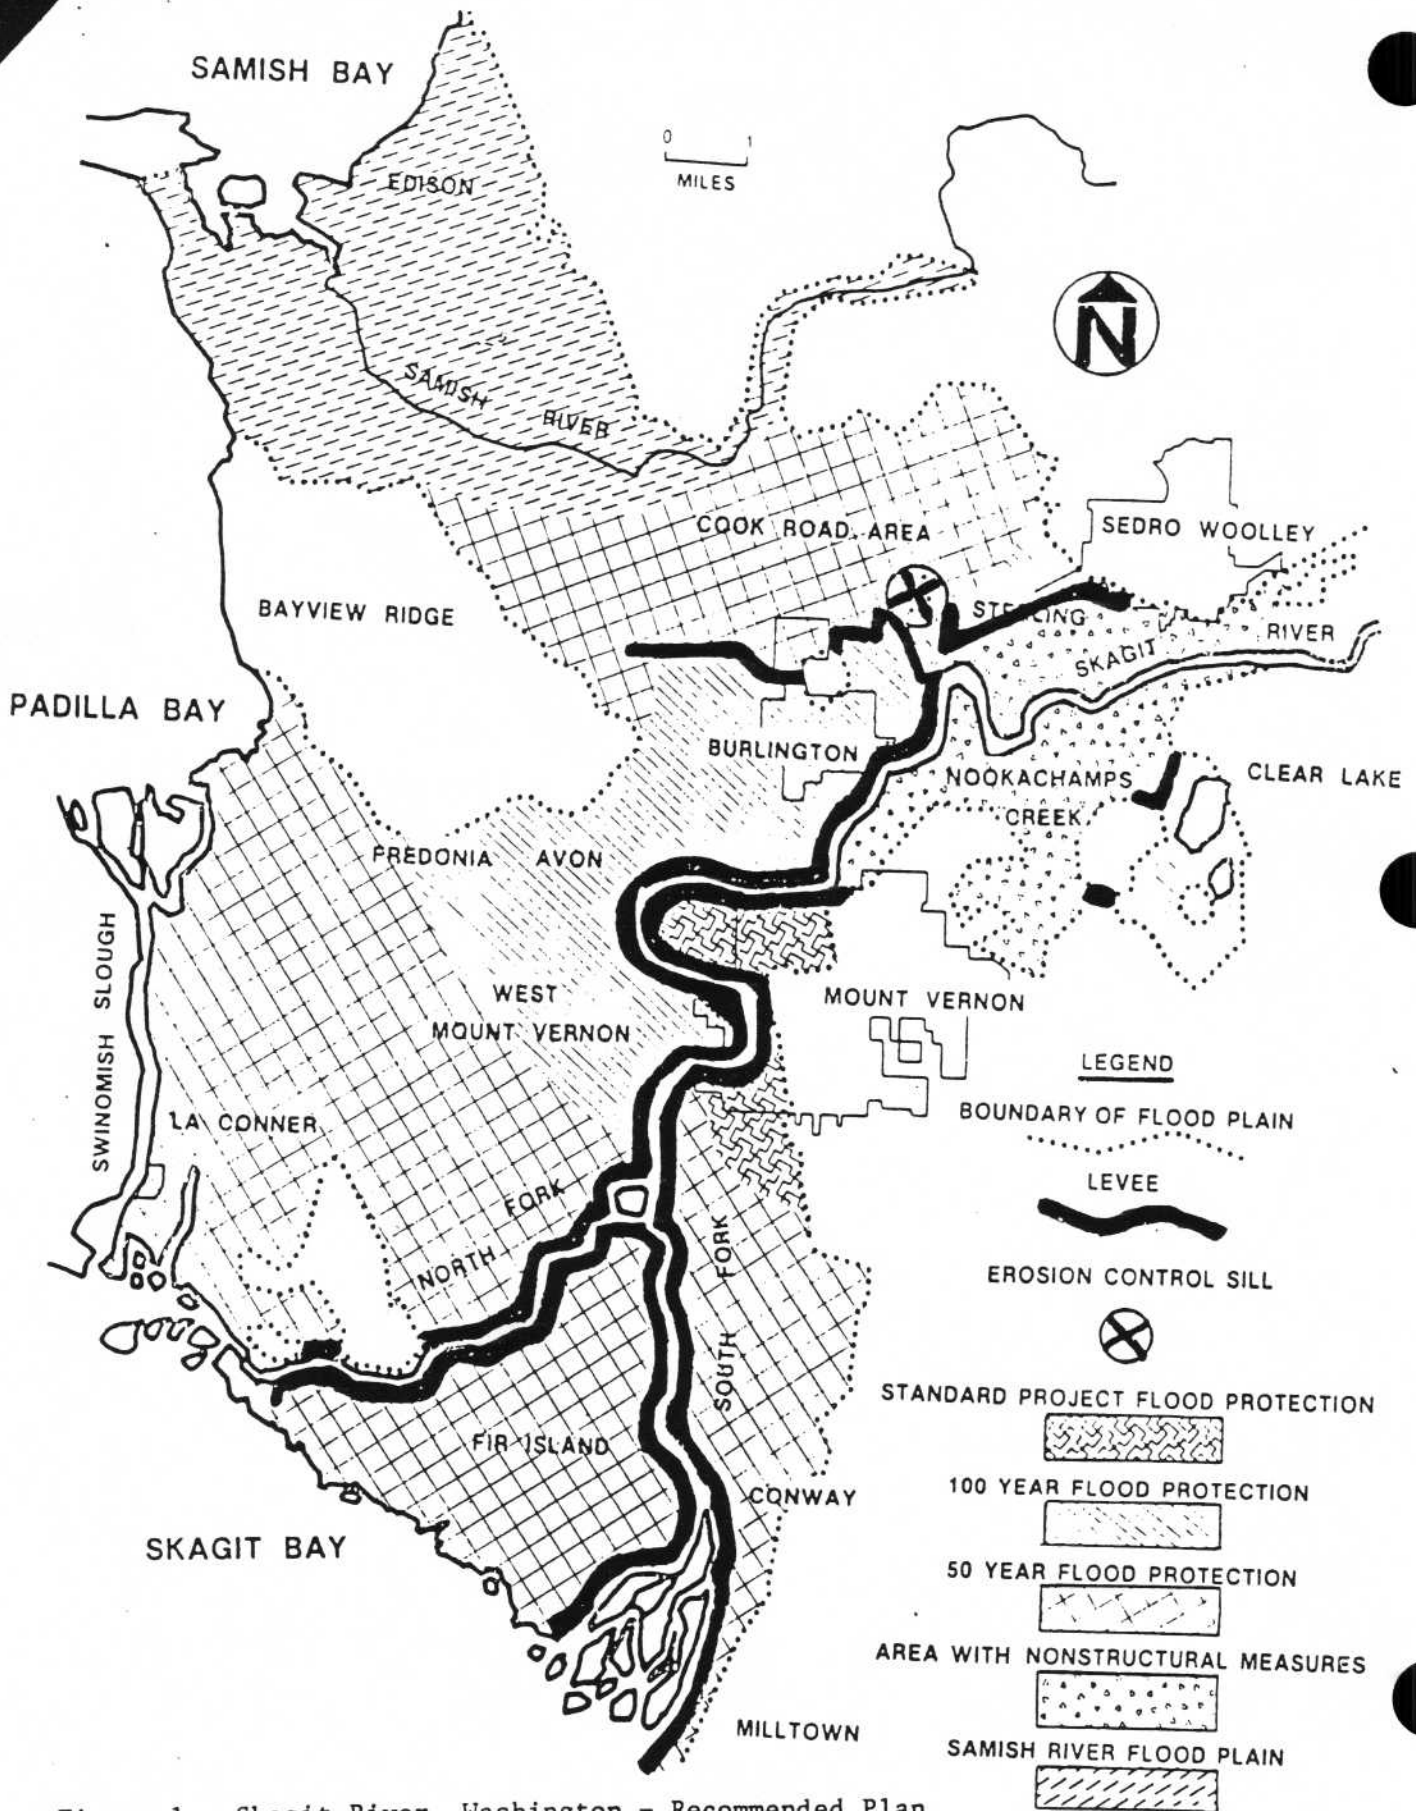 SAMISH BAY
0 1
MILES
EDISON
N
SAMISH RIVER
COOK ROAD AREA
SEDRO WOOLLEY
BAYVIEW RIDGE
STERLING
SKAGIT RIVER
PADILLA BAY
BURLINGTON
NOOKACHAMPS
CREEK
CLEAR LAKE
FREDONIA AVON
SWINOMISH SLOUGH
WEST
MOUNT VERNON
MOUNT VERNON
LA CONNER
NORTH FORK
SOUTH FORK
FIR ISLAND
CONWAY
SKAGIT BAY
MILLTOWN
LEGEND
BOUNDARY OF FLOOD PLAIN
LEVEE
EROSION CONTROL SILL
STANDARD PROJECT FLOOD PROTECTION
100 YEAR FLOOD PROTECTION
50 YEAR FLOOD PROTECTION
AREA WITH NONSTRUCTURAL MEASURES
SAMISH RIVER FLOOD PLAIN
Figure 1. Skagit River, Washington - Recommended Plan